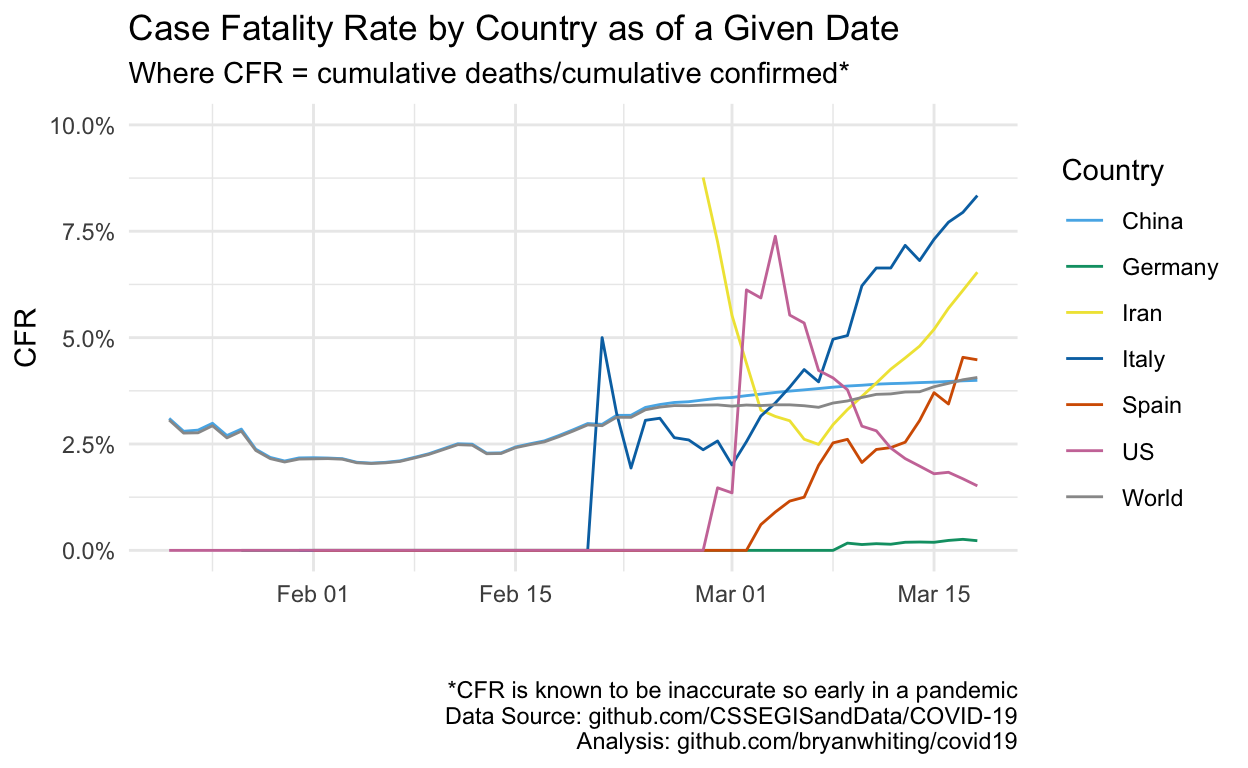 Case Fatality Rate by Country as of a Given Date
Where CFR = cumulative deaths/cumulative confirmed*
10.0%
7.5%
5.0%
2.5%
0.0%
CFR
Feb 01
Feb 15
Mar 01
Mar 15
Country
China
Germany
Iran
Italy
Spain
US
World
*CFR is known to be inaccurate so early in a pandemic
Data Source: github.com/CSSEGISandData/COVID-19
Analysis: github.com/bryanwhiting/covid19